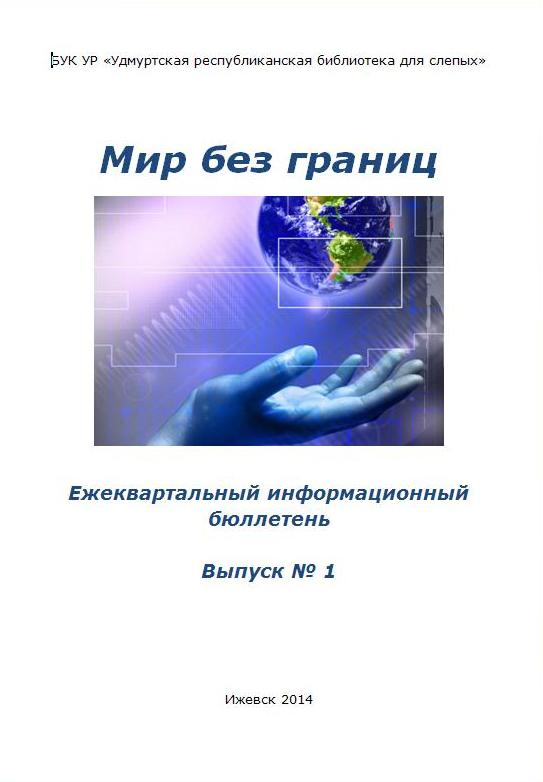 БУК УР «Удмуртская республиканская библиотека для слепых»
Мир без границ
Ежеквартальный информационный
бюллетень
Выпуск № 1
Ижевск 2014